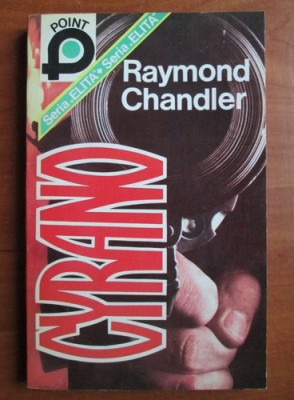 POINT
Seria „ELITA” • Seria „ELITA”
Raymond
Chandler
CYRANO